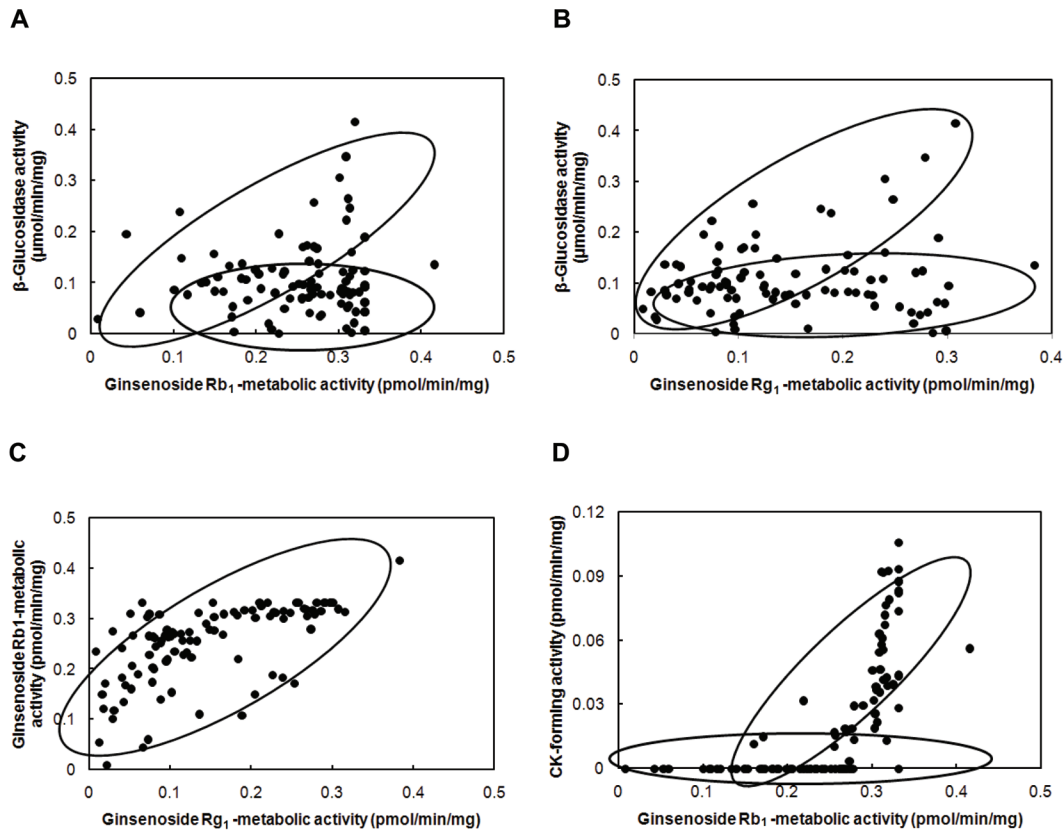 A
B
0.5
0.4
0.3
0.2
0.1
0
β-Glucosidase activity
(μmol/min/mg)
0 0.1 0.2 0.3 0.4 0.5
Ginsenoside Rb1 -metabolic activity (pmol/min/mg)
0.5
0.4
0.3
0.2
0.1
0
β-Glucosidase activity
(μmol/min/mg)
0 0.1 0.2 0.3 0.4
Ginsenoside Rg1 -metabolic activity (pmol/min/mg)
C
D
0.5
0.4
0.3
0.2
0.1
0
Ginsenoside Rb1-metabolic
activity (pmol/min/mg)
0 0.1 0.2 0.3 0.4 0.5
Ginsenoside Rg1 -metabolic activity (pmol/min/mg)
0.12
0.09
0.06
0.03
0
CK-forming activity (pmol/min/mg)
0 0.1 0.2 0.3 0.4 0.5
Ginsenoside Rb1 -metabolic activity (pmol/min/mg)